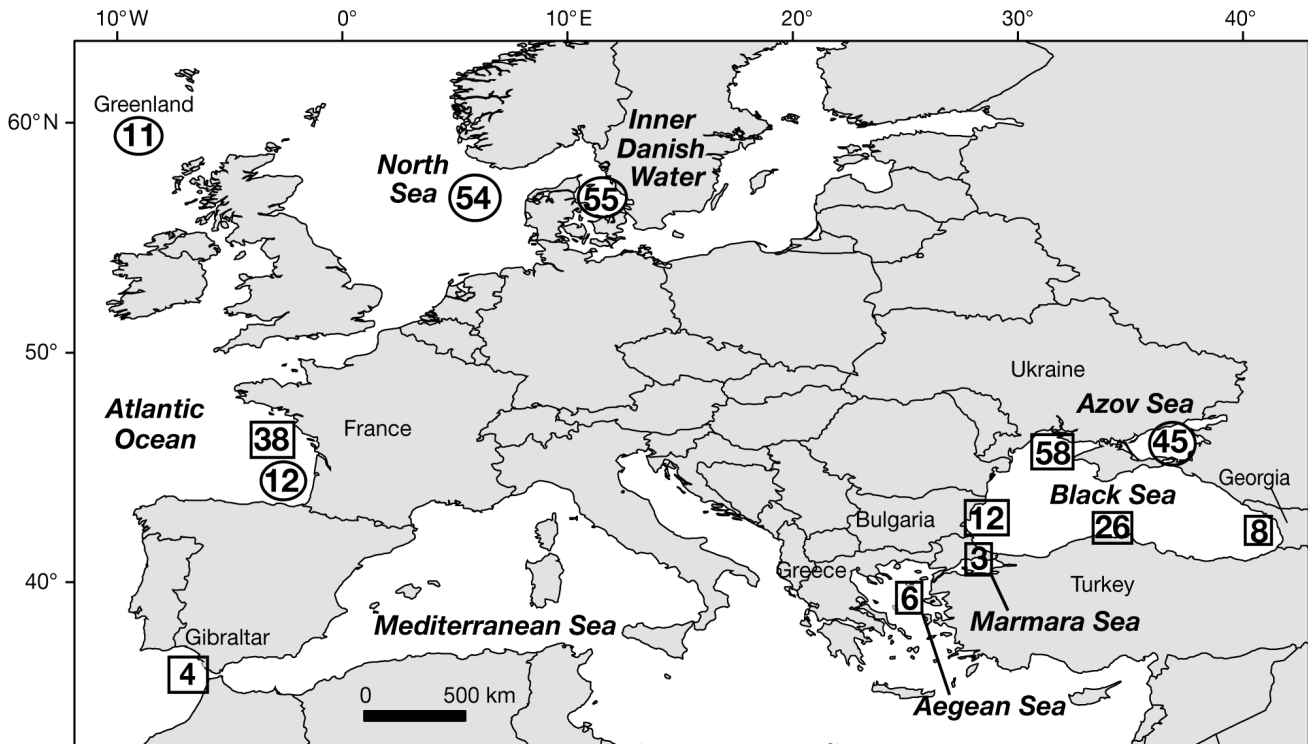 10°W 0° 10°E 20° 30° 40°
Greenland
60°N
11
Inner
Danish
Water
North
Sea
54
55
50°
Ukraine
Atlantic
Ocean
Azov Sea
38
France
45
58
12
Georgia
Black Sea
Bulgaria
12
26
8
3
40°
Greece
6
Turkey
Mediterranean Sea
Marmara Sea
Gibraltar
4
0 500 km
Aegean Sea